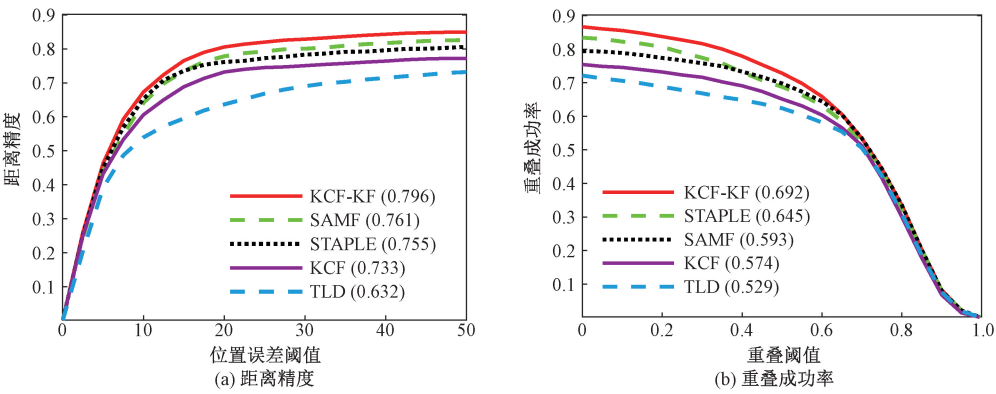 0.9
0.8
0.7
0.6
0.5
0.4
0.3
0.2
0.1
距离精度
KCF-KF (0.796)
SAMF (0.761)
STAPLE (0.755)
KCF (0.733)
TLD (0.632)
0 10 20 30 40 50
位置误差阈值
(a) 距离精度
0.9
0.8
0.7
0.6
0.5
0.4
0.3
0.2
0.1
重叠成功率
KCF-KF (0.692)
STAPLE (0.645)
SAMF (0.593)
KCF (0.574)
TLD (0.529)
0 0.2 0.4 0.6 0.8 1.0
重叠阈值
(b) 重叠成功率